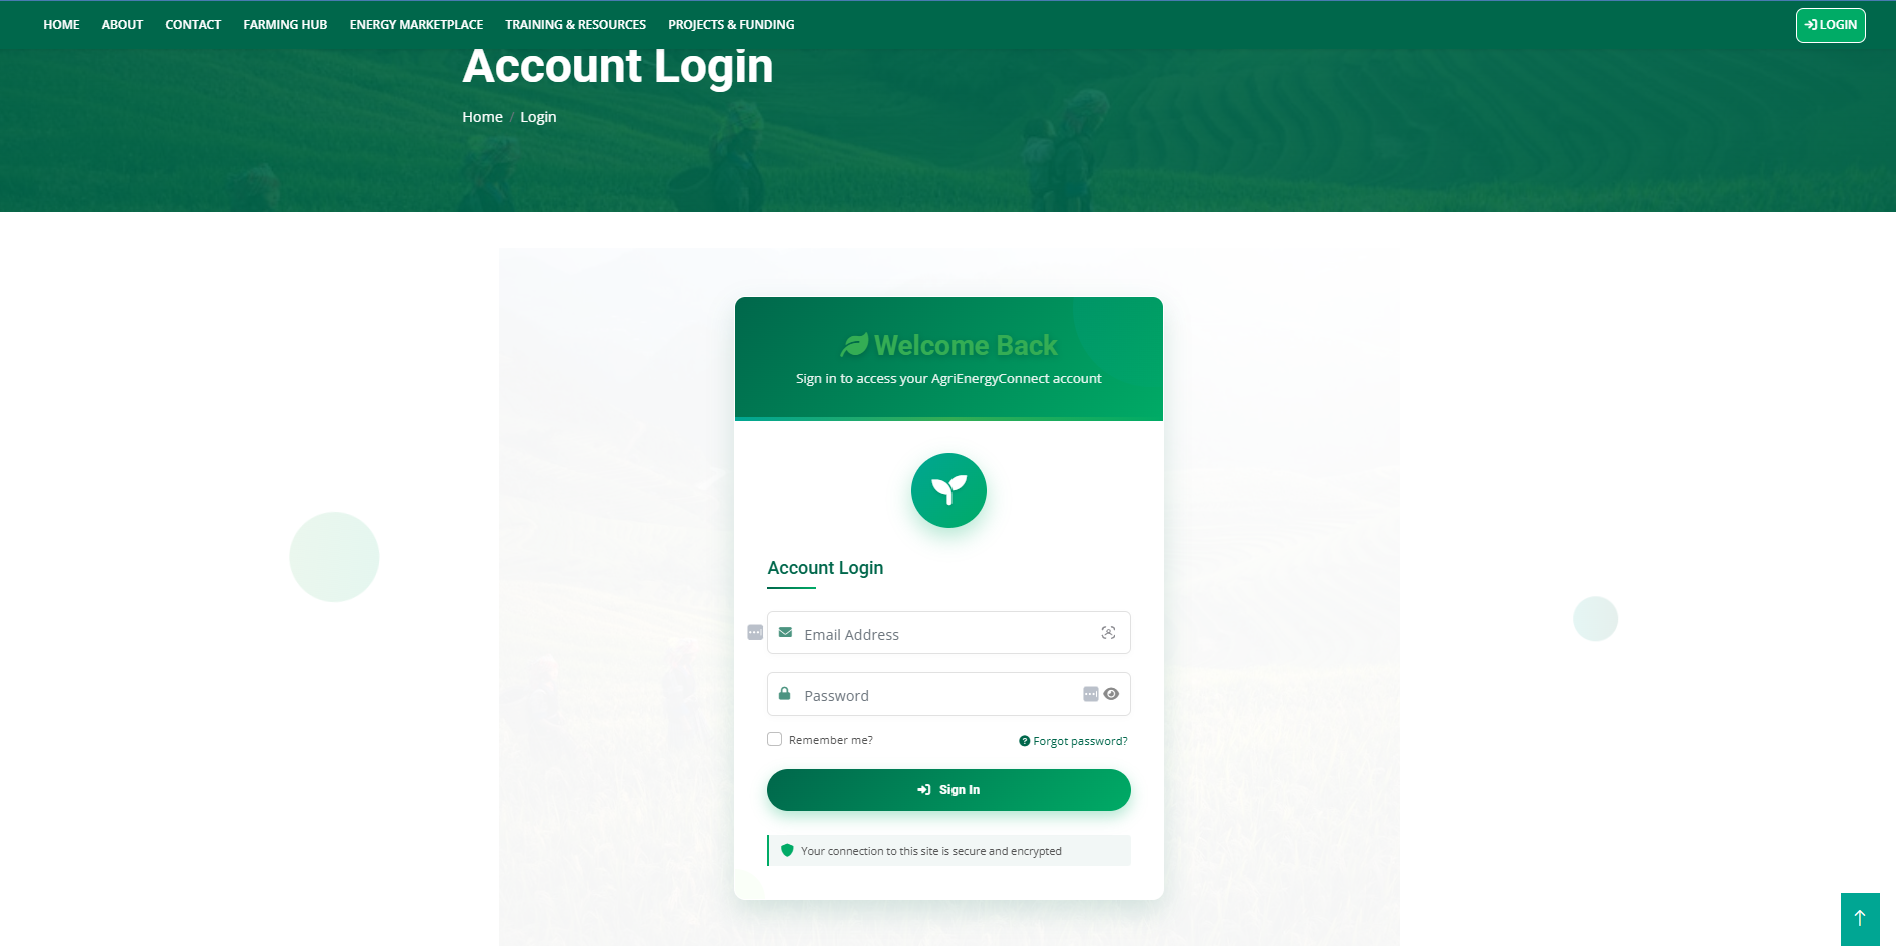 HOME ABOUT CONTACT FARMING HUB ENERGY MARKETPLACE TRAINING & RESOURCES PROJECTS & FUNDING LOGIN
Account Login
Home / Login
Welcome Back
Sign in to access your AgriEnergyConnect account
Account Login
Email Address
Password
Remember me? Forgot password?
Sign In
Your connection to this site is secure and encrypted